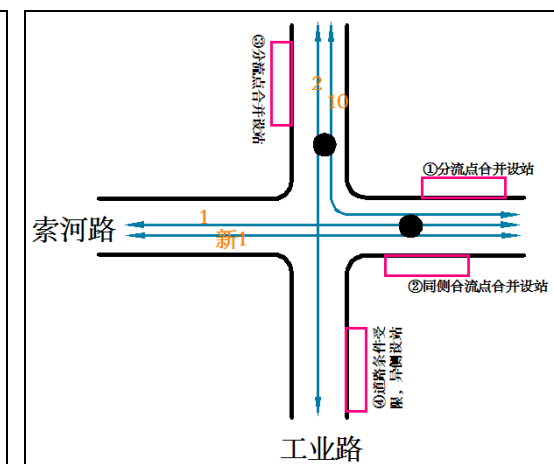 ③分流点合并设站
2
10
①分流点合并设站
索河路
1
新1
②同侧合流点合并设站
④道路条件受
限，异侧设站
工业路